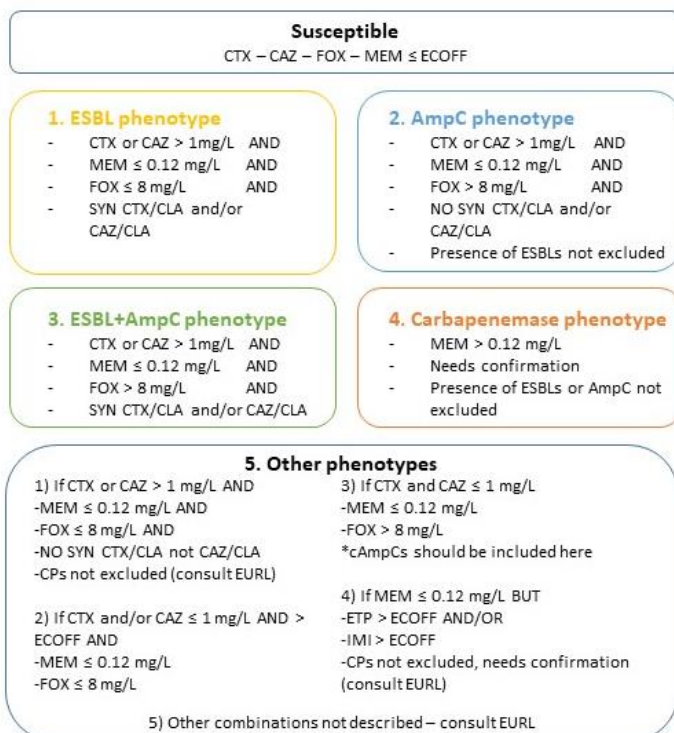 Susceptible
CTX – CAZ – FOX – MEM ≤ ECOFF
1. ESBL phenotype
- CTX or CAZ > 1mg/L AND
- MEM ≤ 0.12 mg/L AND
- FOX ≤ 8 mg/L AND
- SYN CTX/CLA and/or
CAZ/CLA
2. AmpC phenotype
- CTX or CAZ > 1mg/L AND
- MEM ≤ 0.12 mg/L AND
- FOX > 8 mg/L AND
- NO SYN CTX/CLA and/or
CAZ/CLA
- Presence of ESBLs not excluded
3. ESBL+AmpC phenotype
- CTX or CAZ > 1mg/L AND
- MEM ≤ 0.12 mg/L AND
- FOX > 8 mg/L AND
- SYN CTX/CLA and/or CAZ/CLA
4. Carbapenemase phenotype
- MEM > 0.12 mg/L
- Needs confirmation
- Presence of ESBLs or AmpC not
excluded
5. Other phenotypes
1) If CTX or CAZ > 1 mg/L AND
-MEM ≤ 0.12 mg/L AND
-FOX ≤ 8 mg/L AND
-NO SYN CTX/CLA not CAZ/CLA
-CPs not excluded (consult EURL)
2) If CTX and/or CAZ ≤ 1 mg/L AND >
ECOFF AND
-MEM ≤ 0.12 mg/L
-FOX ≤ 8 mg/L
3) If CTX and CAZ ≤ 1 mg/L
-MEM ≤ 0.12 mg/L
-FOX > 8 mg/L
*cAmpCs should be included here
4) If MEM ≤ 0.12 mg/L BUT
-ETP > ECOFF AND/OR
-IMI > ECOFF
-CPs not excluded, needs confirmation
(consult EURL)
5) Other combinations not described – consult EURL